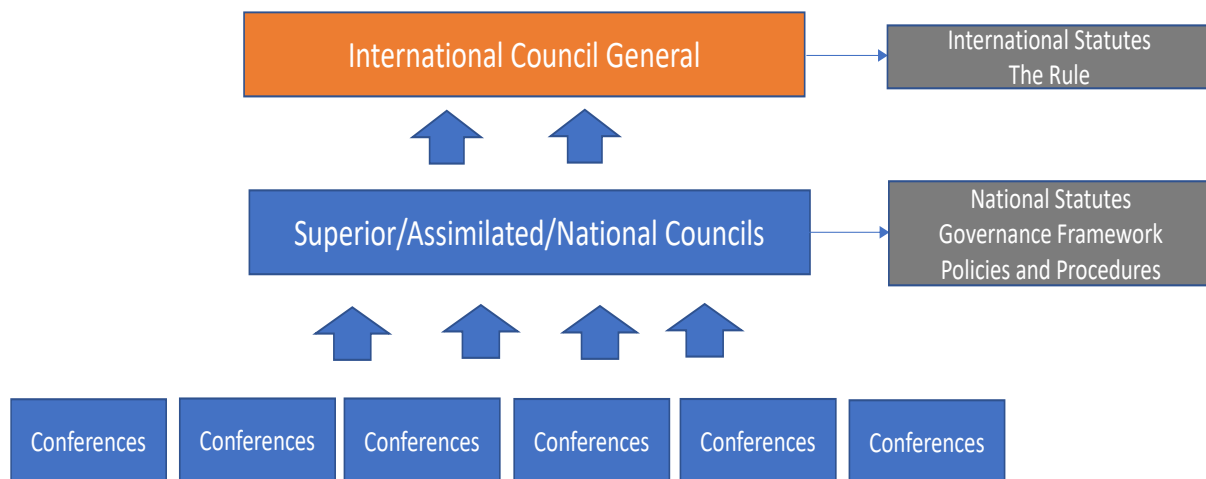 International Council General
International Statutes
The Rule
Superior/Assimilated/National Councils
National Statutes
Governance Framework
Policies and Procedures
Conferences
Conferences
Conferences
Conferences
Conferences
Conferences